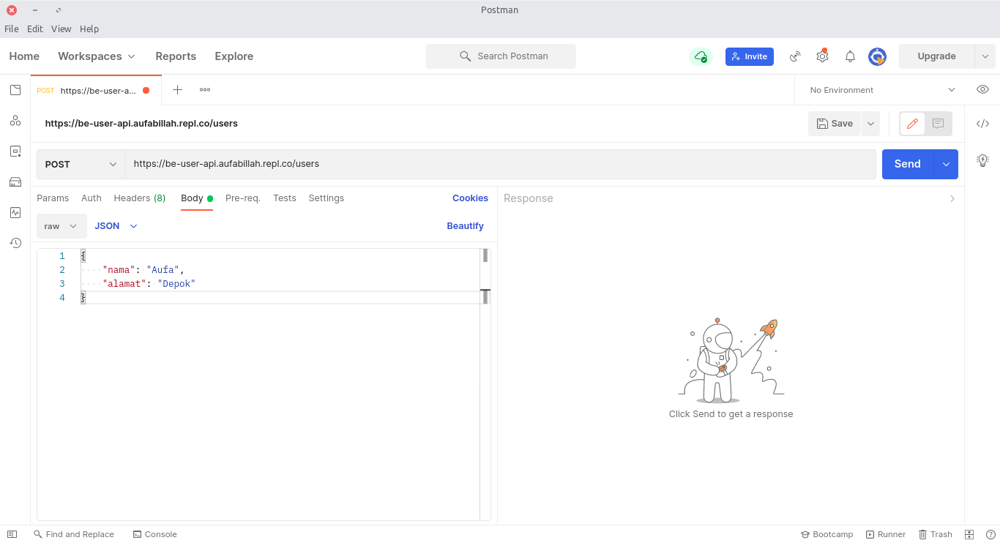 Postman
File Edit View Help
Home Workspaces Reports Explore Search Postman Invite Upgrade
POST https://be-user-a... No Environment
https://be-user-api.aufabillah.repl.co/users Save
POST https://be-user-api.aufabillah.repl.co/users Send
Params Auth Headers (8) Body Pre-req. Tests Settings Cookies
Response
raw JSON Beautify
1 {
2 "nama": "Aufa",
3 "alamat": "Depok"
4 }
Click Send to get a response
Find and Replace Console Bootcamp Runner Trash